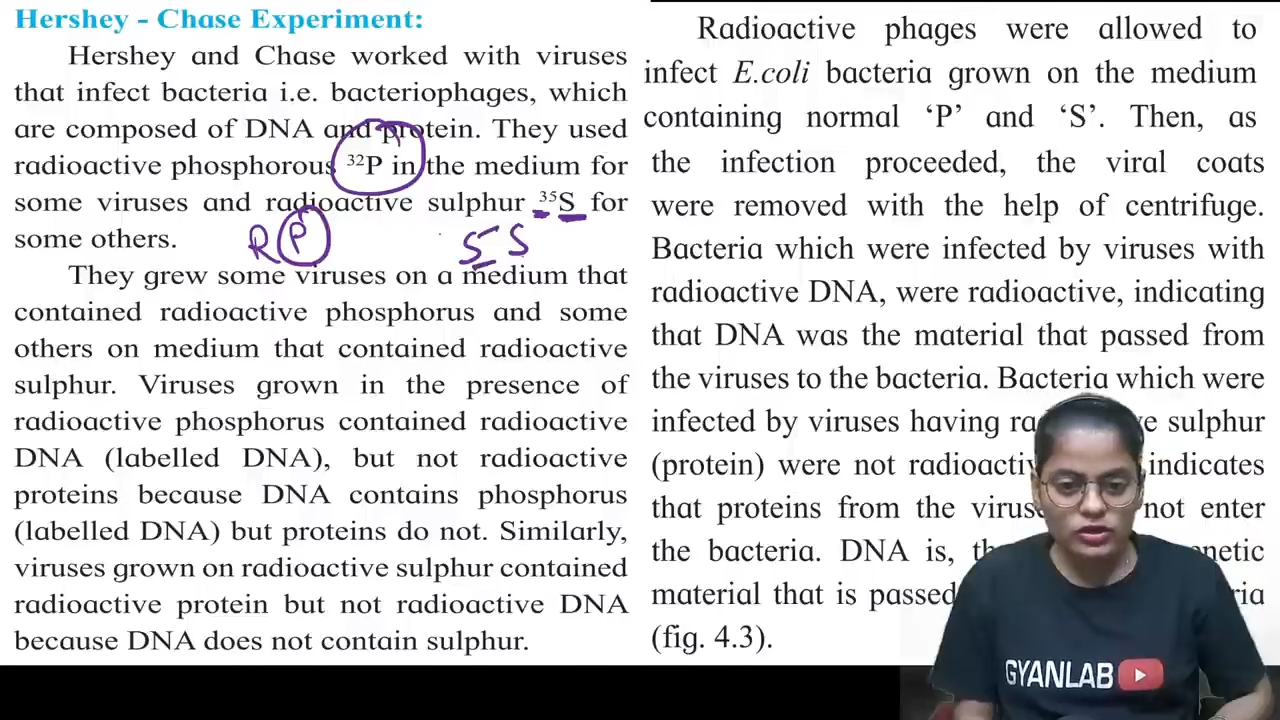 Hershey - Chase Experiment:
Hershey and Chase worked with viruses
that infect bacteria i.e. bacteriophages, which
are composed of DNA and protein. They used
radioactive phosphorous ³²P in the medium for
some viruses and radioactive sulphur ³⁵S for
some others.
R P
35 S
They grew some viruses on a medium that
contained radioactive phosphorus and some
others on medium that contained radioactive
sulphur. Viruses grown in the presence of
radioactive phosphorus contained radioactive
DNA (labelled DNA), but not radioactive
proteins because DNA contains phosphorus
(labelled DNA) but proteins do not. Similarly,
viruses grown on radioactive sulphur contained
radioactive protein but not radioactive DNA
because DNA does not contain sulphur.
Radioactive phages were allowed to
infect E.coli bacteria grown on the medium
containing normal ‘P’ and ‘S’. Then, as
the infection proceeded, the viral coats
were removed with the help of centrifuge.
Bacteria which were infected by viruses with
radioactive DNA, were radioactive, indicating
that DNA was the material that passed from
the viruses to the bacteria. Bacteria which were
infected by viruses having sulphur
(protein) were not indicates
that proteins from the not enter
the bacteria. DNA is,
material that is passed
(fig. 4.3).
GYANLAB